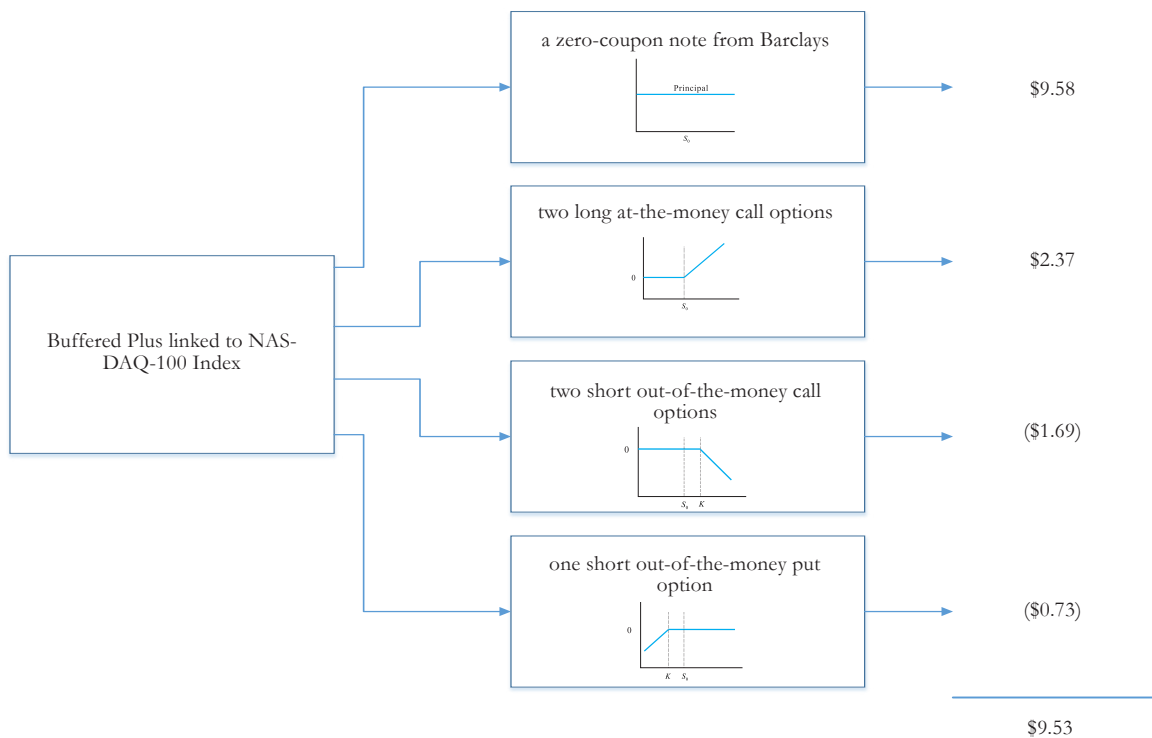 a zero-coupon note from Barclays
Principal
S₀
$9.58
two long at-the-money call options
0
S₀
$2.37
Buffered Plus linked to NAS-
DAQ-100 Index
two short out-of-the-money call
options
0
S₀ K
($1.69)
one short out-of-the-money put
option
0
K S₀
($0.73)
$9.53